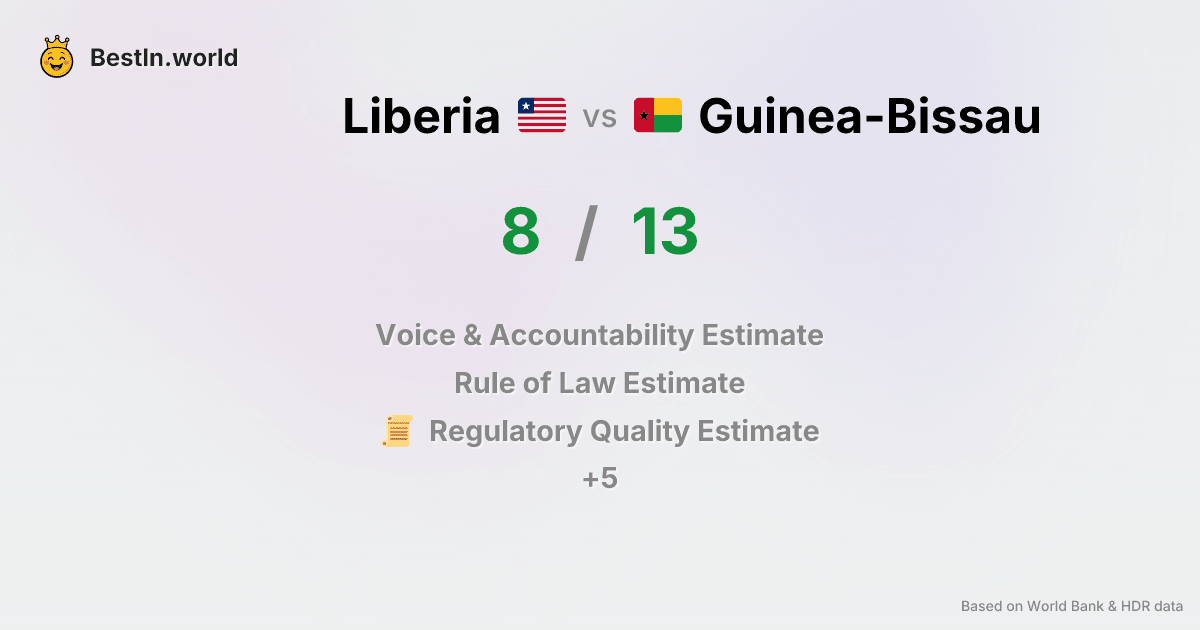 BestIn.world
Liberia vs Guinea-Bissau
8 / 13
Voice & Accountability Estimate
Rule of Law Estimate
Regulatory Quality Estimate
+5
Based on World Bank & HDR data